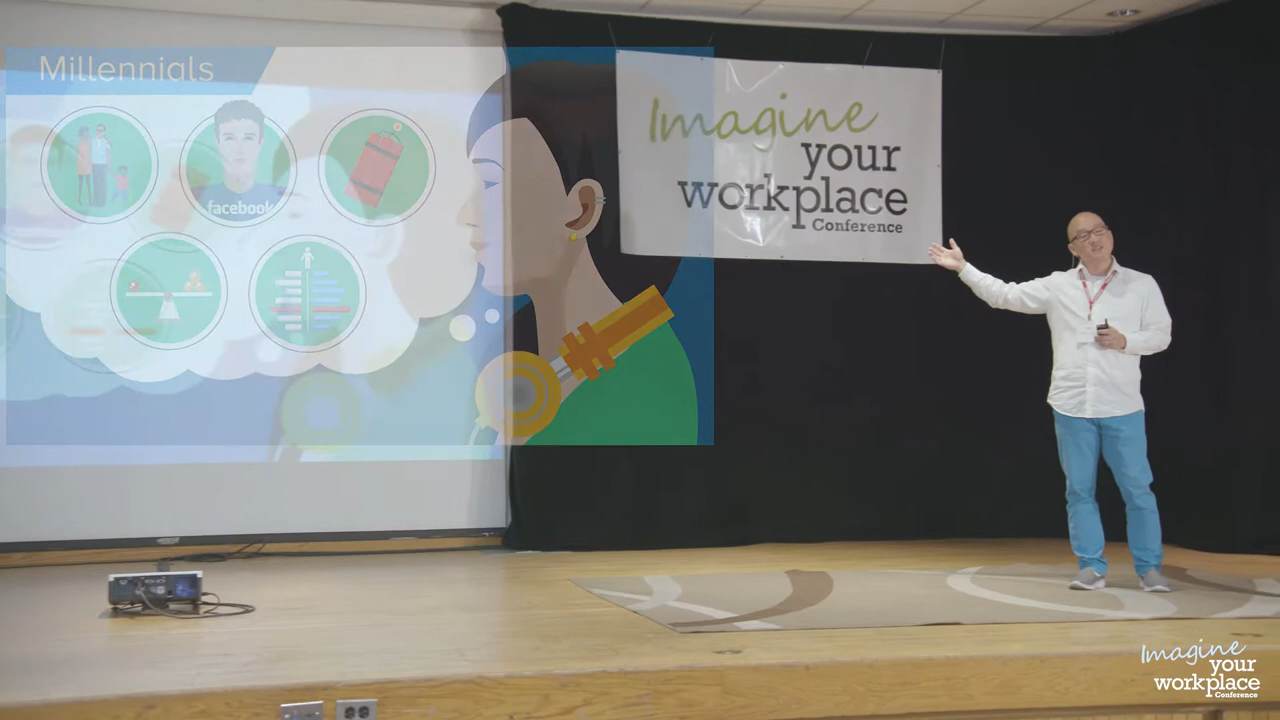 Millennials
facebook
Imagine
your
workplace
Conference
Imagine
your
workplace
Conference